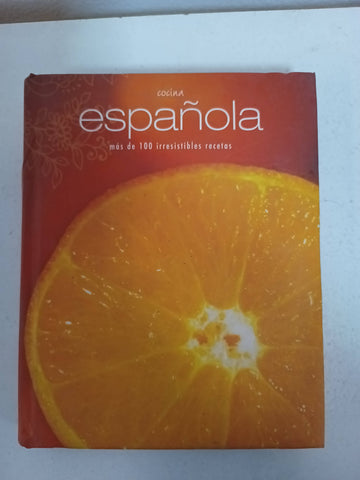 cocina
española
más de 100 irresistibles recetas